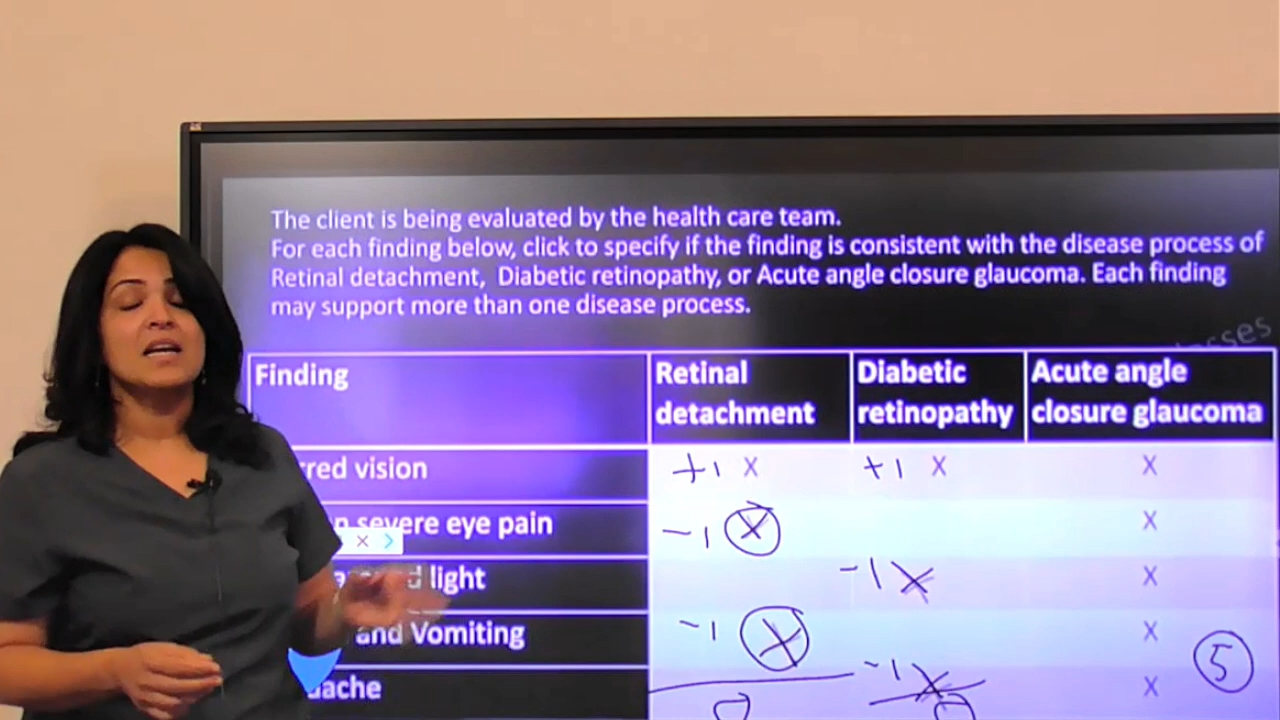 The client is being evaluated by the health care team.
For each finding below, click to specify if the finding is consistent with the disease process of
Retinal detachment, Diabetic retinopathy, or Acute angle closure glaucoma. Each finding
may support more than one disease process.
Finding
Retinal
detachment
Diabetic
retinopathy
Acute angle
closure glaucoma
rred vision +1 X +1 X X
severe eye pain -1 X X
light -1 X X
and Vomiting -1 X X
5
dache -1 X X